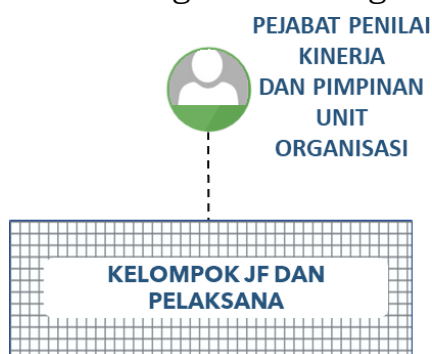 PEJABAT PENILAI
KINERJA
DAN PIMPINAN
UNIT
ORGANISASI
KELOMPOK JF DAN
PELAKSANA